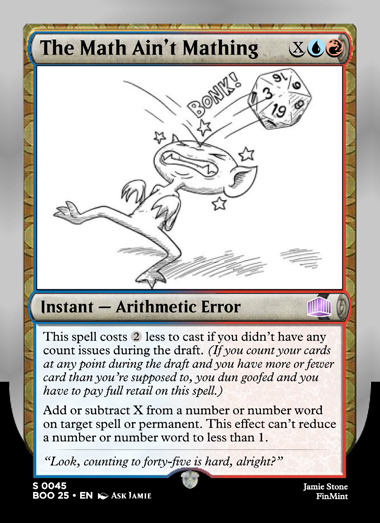 The Math Ain't Mathing X
BONK!
16 9 3 8 19
Instant — Arithmetic Error
This spell costs 2 less to cast if you didn't have any
count issues during the draft. (If you count your cards
at any point during the draft and you have more or fewer
card than you're supposed to, you dun goofed and you
have to pay full retail on this spell.)
Add or subtract X from a number or number word
on target spell or permanent. This effect can't reduce
a number or number word to less than 1.
"Look, counting to forty-five is hard, alright?"
S 0045
BOO 25 • EN ASK JAMIE
Jamie Stone
FinMint